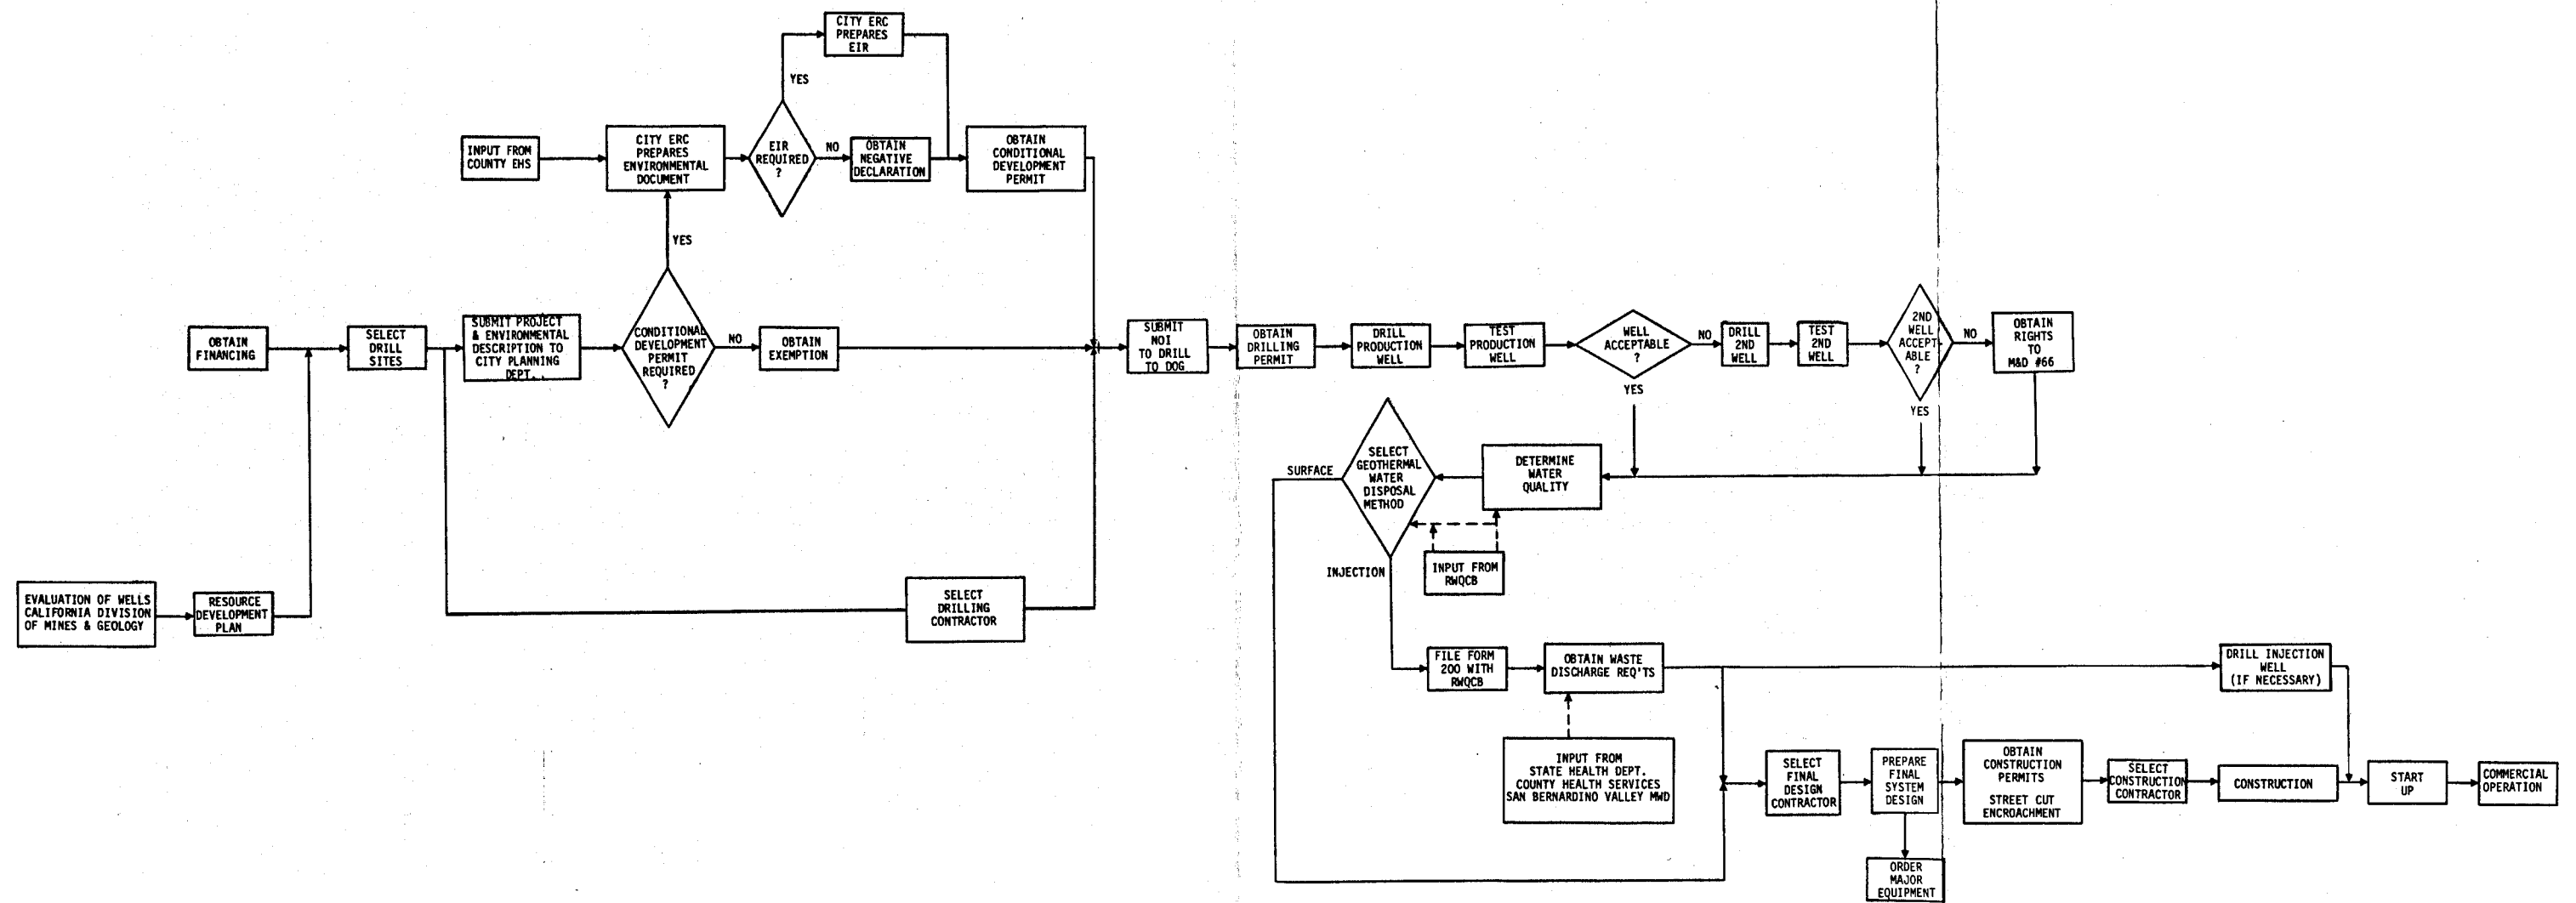 CITY ERC
PREPARES
EIR
YES
INPUT FROM
COUNTY EHS
CITY ERC
PREPARES
ENVIRONMENTAL
DOCUMENT
EIR
REQUIRED
?
NO
OBTAIN
NEGATIVE
DECLARATION
OBTAIN
CONDITIONAL
DEVELOPMENT
PERMIT
YES
OBTAIN
FINANCING
SELECT
DRILL
SITES
SUBMIT PROJECT
& ENVIRONMENTAL
DESCRIPTION TO
CITY PLANNING
DEPT.
CONDITIONAL
DEVELOPMENT
PERMIT
REQUIRED
?
NO
OBTAIN
EXEMPTION
SUBMIT
NOI
TO DRILL
TO DOG
OBTAIN
DRILLING
PERMIT
DRILL
PRODUCTION
WELL
TEST
PRODUCTION
WELL
WELL
ACCEPTABLE
?
NO
DRILL
2ND
WELL
TEST
2ND
WELL
2ND
WELL
ACCEPT-
ABLE
?
NO
OBTAIN
RIGHTS
TO
M&D #66
YES
YES
SURFACE
SELECT
GEOTHERMAL
WATER
DISPOSAL
METHOD
DETERMINE
WATER
QUALITY
INJECTION
INPUT FROM
RWQCB
EVALUATION OF WELLS
CALIFORNIA DIVISION
OF MINES & GEOLOGY
RESOURCE
DEVELOPMENT
PLAN
SELECT
DRILLING
CONTRACTOR
FILE FORM
200 WITH
RWQCB
OBTAIN WASTE
DISCHARGE REQ'TS
DRILL INJECTION
WELL
(IF NECESSARY)
INPUT FROM
STATE HEALTH DEPT.
COUNTY HEALTH SERVICES
SAN BERNARDINO VALLEY MWD
SELECT
FINAL
DESIGN
CONTRACTOR
PREPARE
FINAL
SYSTEM
DESIGN
OBTAIN
CONSTRUCTION
PERMITS
STREET CUT
ENCROACHMENT
SELECT
CONSTRUCTION
CONTRACTOR
CONSTRUCTION
START
UP
COMMERCIAL
OPERATION
ORDER
MAJOR
EQUIPMENT